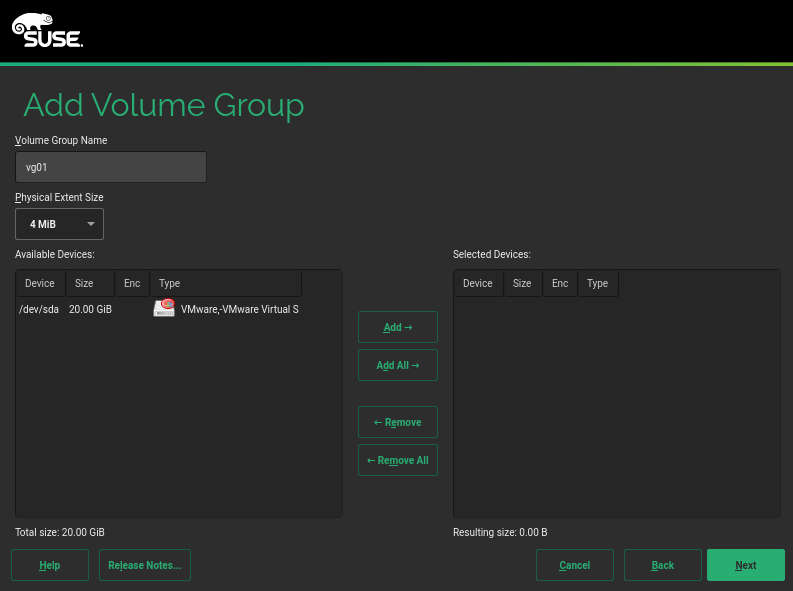 SUSE
Add Volume Group
Volume Group Name
vg01
Physical Extent Size
4 MiB
Available Devices:
Device Size Enc Type
/dev/sda 20.00 GiB VMware,-VMware Virtual S
Total size: 20.00 GiB
Add →
Add All →
← Remove
← Remove All
Selected Devices:
Device Size Enc Type
Resulting size: 0.00 B
Help Release Notes... Cancel Back Next